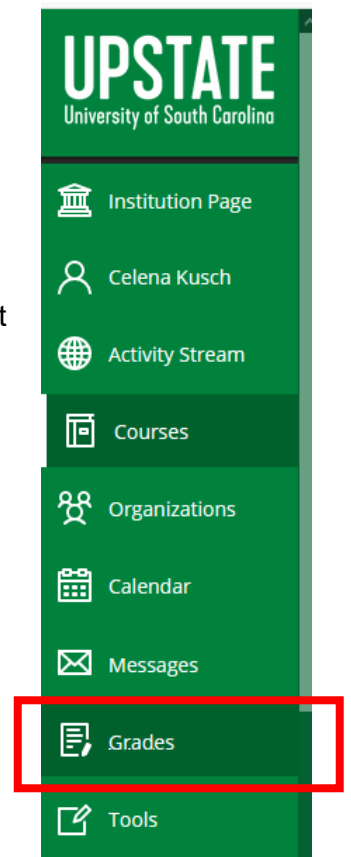 UPSTATE
University of South Carolina
Institution Page
Celena Kusch
t
Activity Stream
Courses
Organizations
Calendar
Messages
Grades
Tools